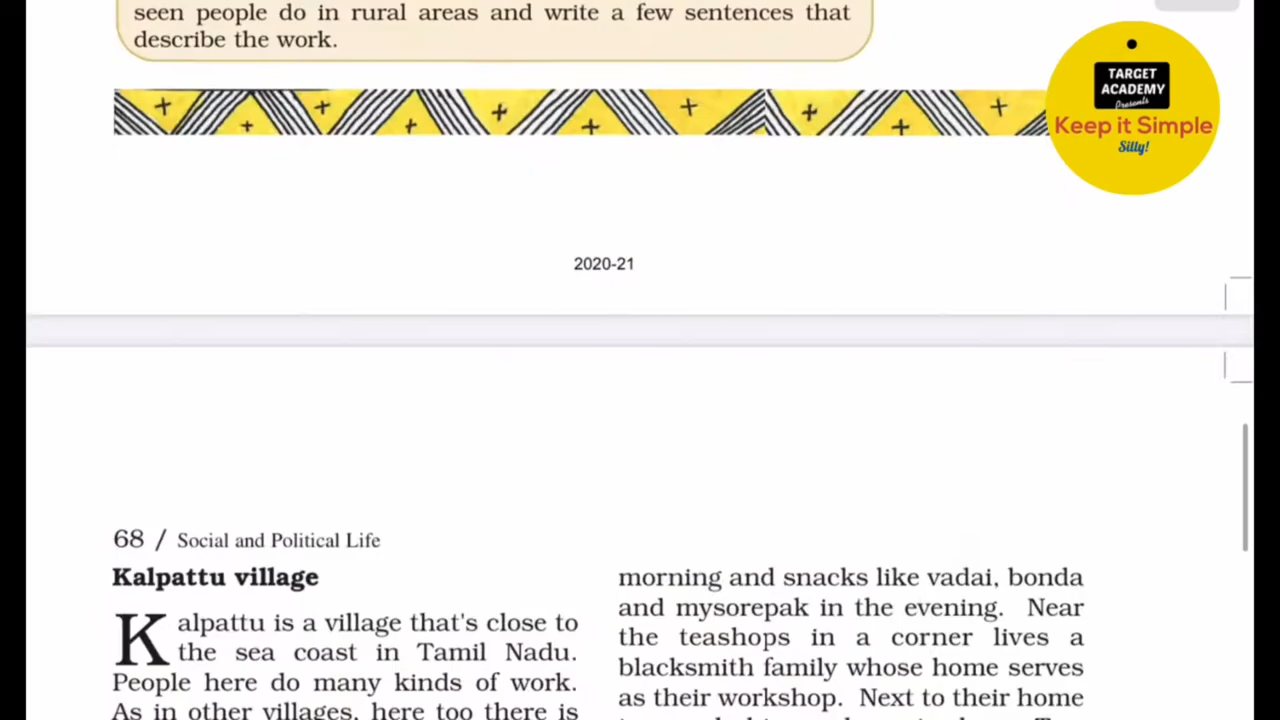 seen people do in rural areas and write a few sentences that
describe the work.
TARGET
ACADEMY
Presents
Keep it Simple
Silly!
2020-21
68 / Social and Political Life
Kalpattu village
Kalpattu is a village that's close to
the sea coast in Tamil Nadu.
People here do many kinds of work.
As in other villages, here too there is
morning and snacks like vadai, bonda
and mysorepak in the evening. Near
the teashops in a corner lives a
blacksmith family whose home serves
as their workshop. Next to their home